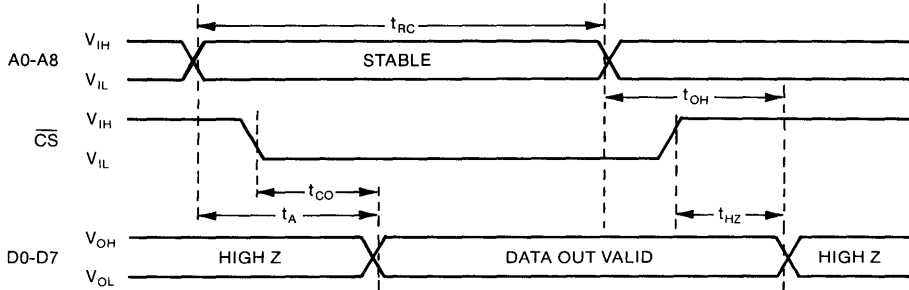 t_RC
V_IH
A0-A8
STABLE
V_IL
t_OH
V_IH
C̅S̅
V_IL
t_CO
t_A
t_HZ
V_OH
D0-D7
HIGH Z
DATA OUT VALID
HIGH Z
V_OL